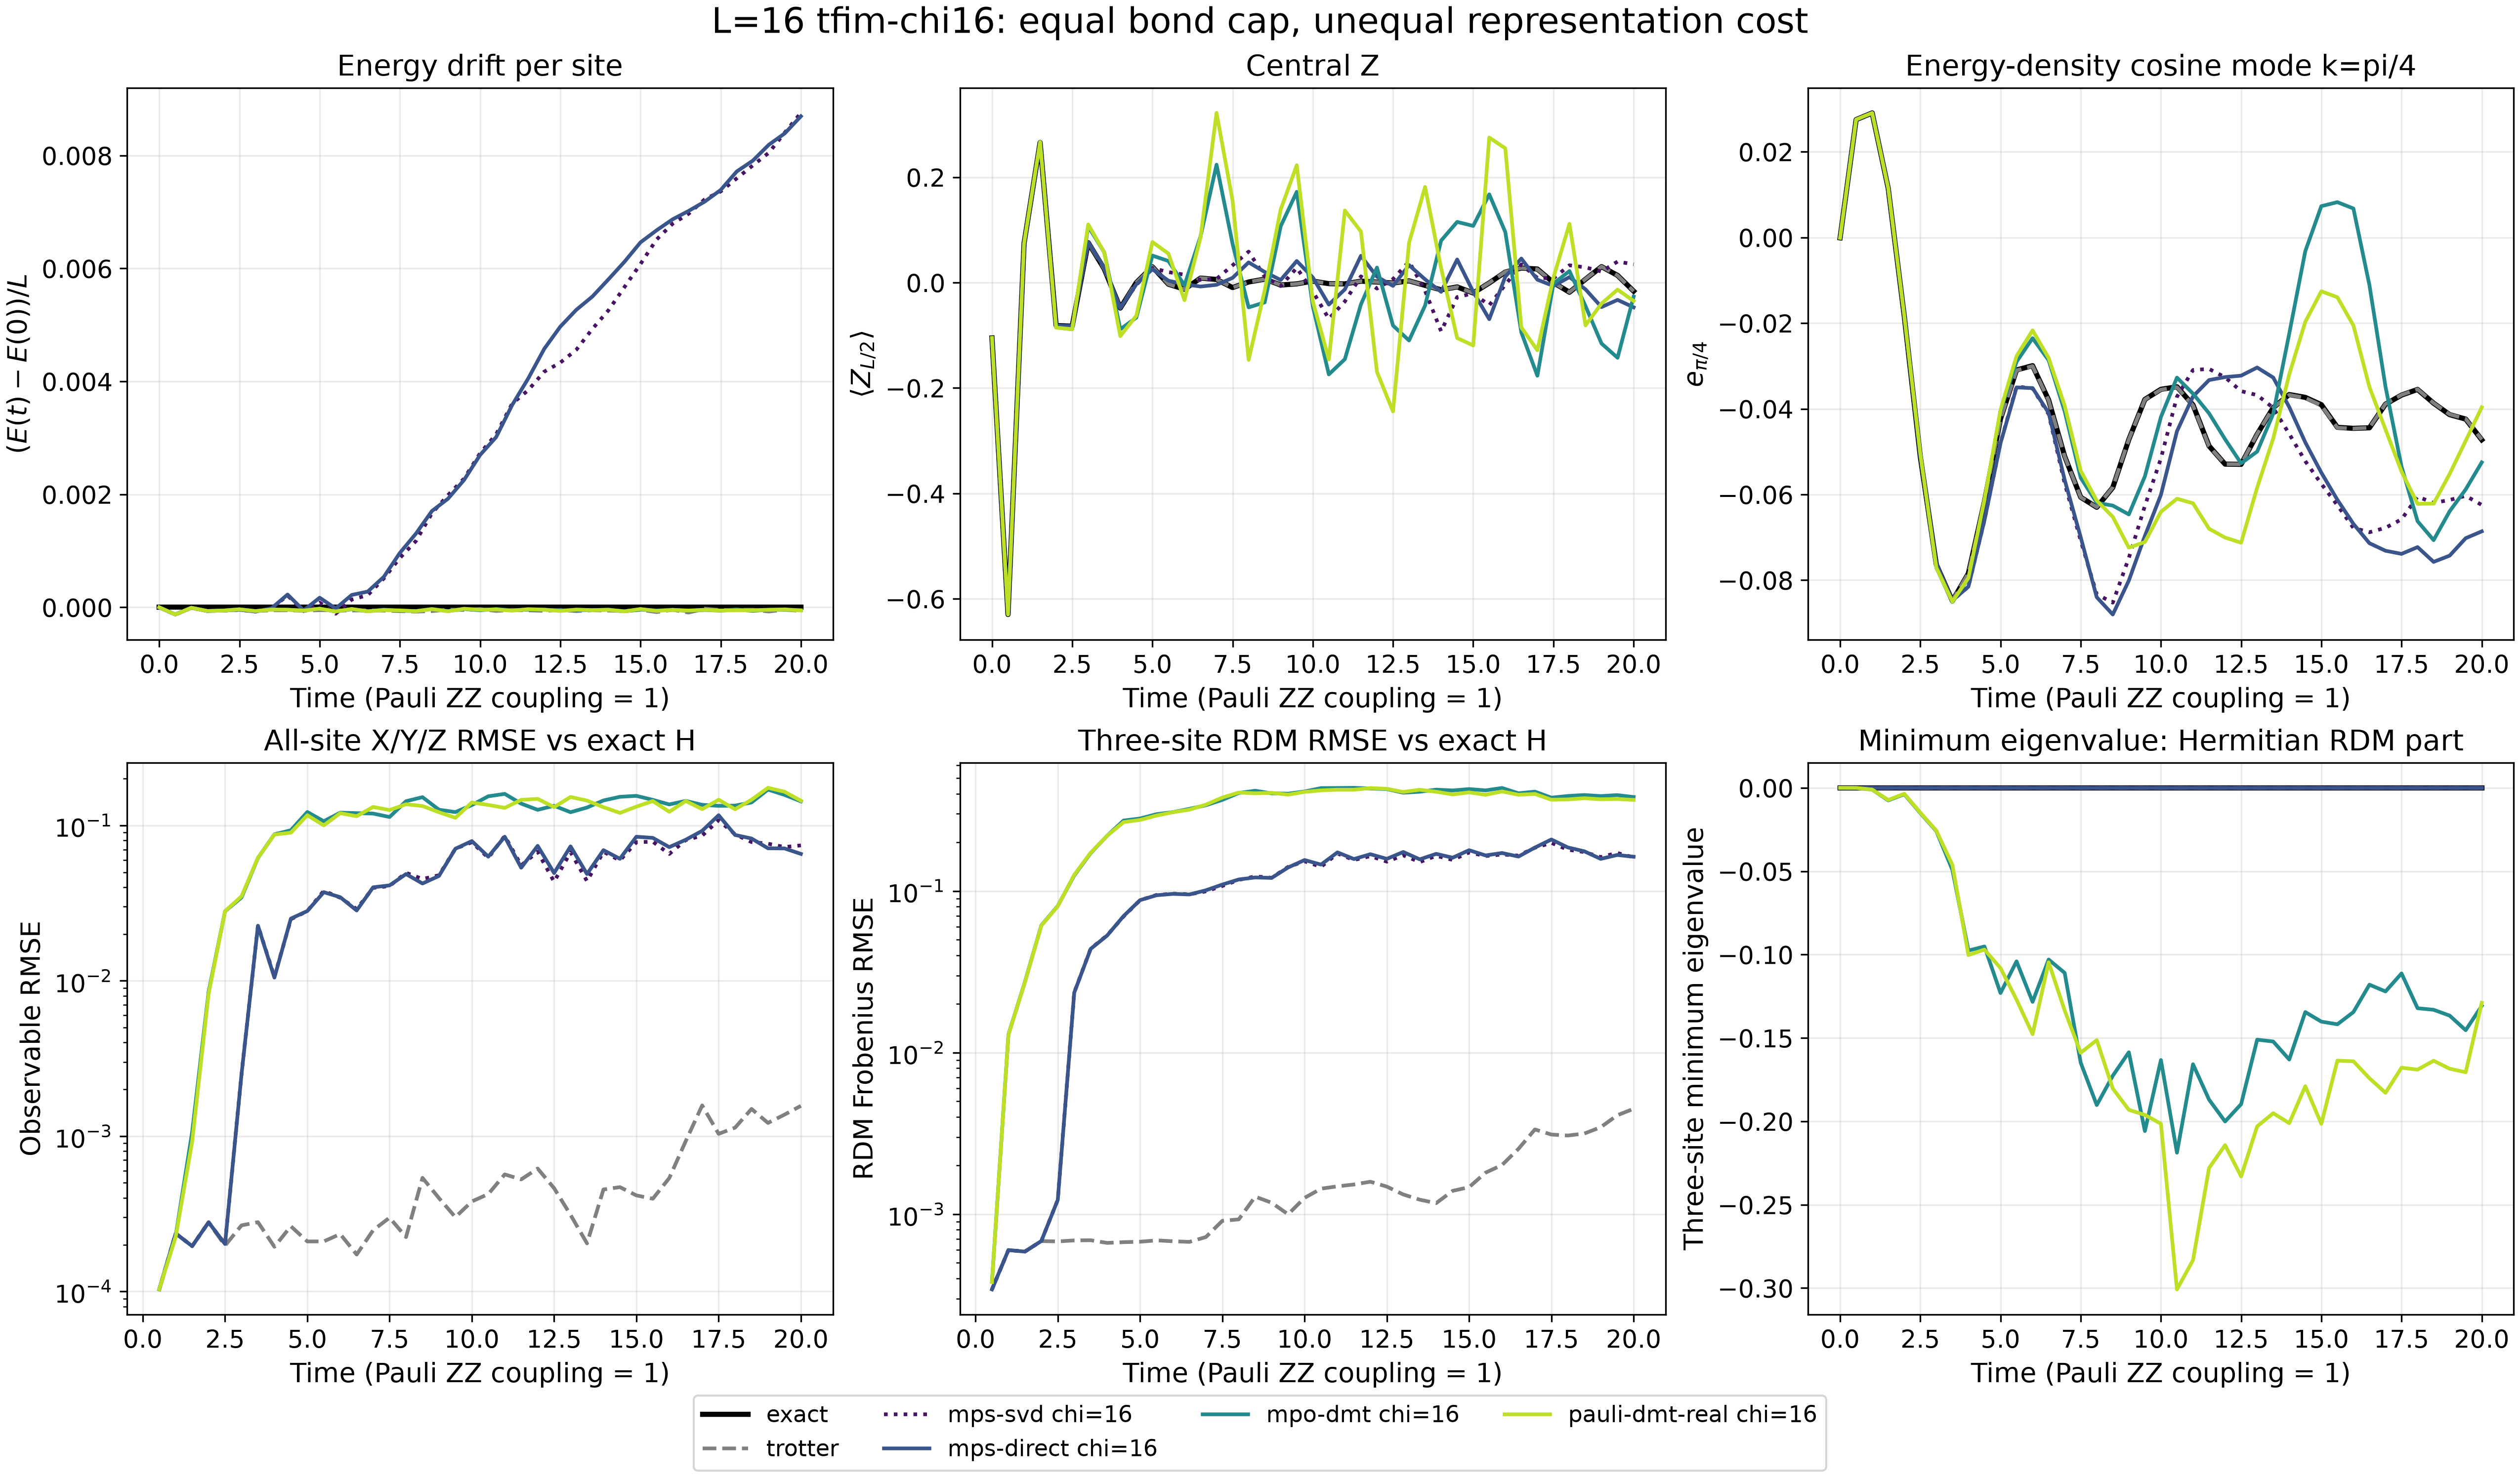 L=16 tfim-chi16: equal bond cap, unequal representation cost
Energy drift per site
(E(t) − E(0))/L
0.008
0.006
0.004
0.002
0.000
0.0 2.5 5.0 7.5 10.0 12.5 15.0 17.5 20.0
Time (Pauli ZZ coupling = 1)
Central Z
⟨Z_{L/2}⟩
0.2
0.0
−0.2
−0.4
−0.6
0.0 2.5 5.0 7.5 10.0 12.5 15.0 17.5 20.0
Time (Pauli ZZ coupling = 1)
Energy-density cosine mode k=pi/4
e_{π/4}
0.02
0.00
−0.02
−0.04
−0.06
−0.08
0.0 2.5 5.0 7.5 10.0 12.5 15.0 17.5 20.0
Time (Pauli ZZ coupling = 1)
All-site X/Y/Z RMSE vs exact H
Observable RMSE
10^{−1}
10^{−2}
10^{−3}
10^{−4}
0.0 2.5 5.0 7.5 10.0 12.5 15.0 17.5 20.0
Time (Pauli ZZ coupling = 1)
Three-site RDM RMSE vs exact H
RDM Frobenius RMSE
10^{−1}
10^{−2}
10^{−3}
0.0 2.5 5.0 7.5 10.0 12.5 15.0 17.5 20.0
Time (Pauli ZZ coupling = 1)
Minimum eigenvalue: Hermitian RDM part
Three-site minimum eigenvalue
0.00
−0.05
−0.10
−0.15
−0.20
−0.25
−0.30
0.0 2.5 5.0 7.5 10.0 12.5 15.0 17.5 20.0
Time (Pauli ZZ coupling = 1)
exact mps-svd chi=16 mpo-dmt chi=16 pauli-dmt-real chi=16
trotter mps-direct chi=16